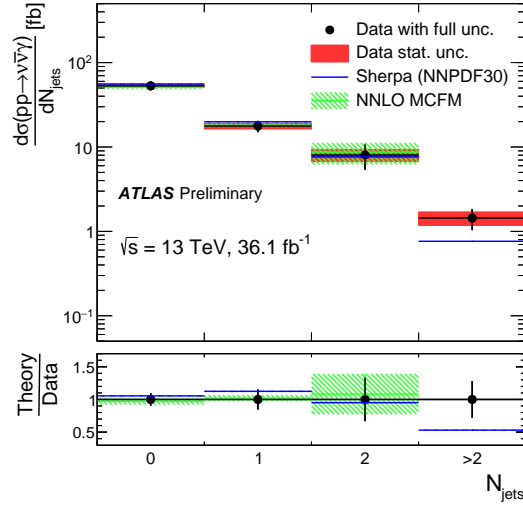 dσ(pp→νν̄γ) / dN_jets [fb]
Data with full unc.
Data stat. unc.
Sherpa (NNPDF30)
NNLO MCFM
10²
10
1
10⁻¹
ATLAS Preliminary
√s = 13 TeV, 36.1 fb⁻¹
Theory
Data
1.5
1
0.5
0 1 2 >2
N_jets